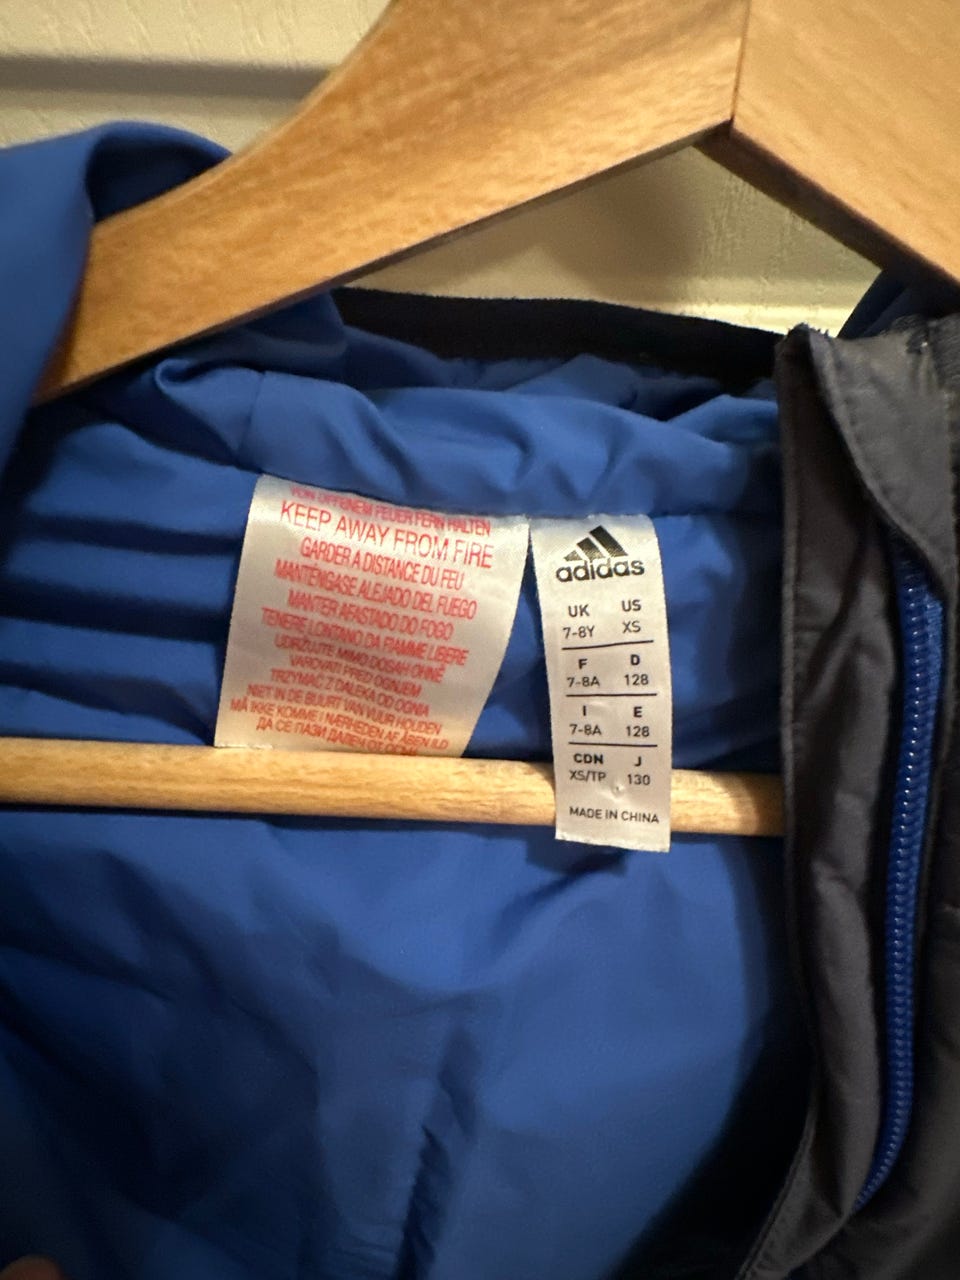 VON OFFENEM FEUER FERN HALTEN
KEEP AWAY FROM FIRE
GARDER A DISTANCE DU FEU
MANTÉNGASE ALEJADO DEL FUEGO
MANTER AFASTADO DO FOGO
TENERE LONTANO DA FIAMME LIBERE
UDRŽUJTE MIMO DOSAH OHNĚ
VAROVATI PRED OGNJEM
TRZYMAĆ Z DALEKA OD OGNIA
NIET IN DE BUURT VAN VUUR HOUDEN
MÅ IKKE KOMME I NÆRHEDEN AF ÅBEN ILD
ДА СЕ ПАЗИ ДАЛЕЧ ОТ
adidas
UK US
7-8Y XS
F D
7-8A 128
I E
7-8A 128
CDN J
XS/TP 130
MADE IN CHINA